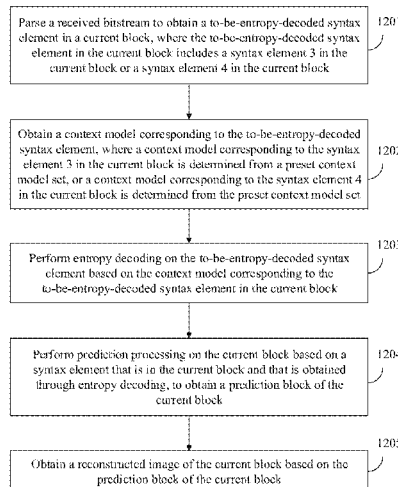 Parse a received bitstream to obtain a to-be-entropy-decoded syntax
element in a current block, where the to-be-entropy-decoded syntax
element in the current block includes a syntax element 3 in the
current block or a syntax element 4 in the current block
1201
Obtain a context model corresponding to the to-be-entropy-decoded
syntax element, where a context model corresponding to the syntax
element 3 in the current block is determined from a preset context
model set, or a context model corresponding to the syntax element 4
in the current block is determined from the preset context model set
1202
Perform entropy decoding on the to-be-entropy-decoded syntax
element based on the context model corresponding to the
to-be-entropy-decoded syntax element in the current block
1203
Perform prediction processing on the current block based on a
syntax element that is in the current block and that is obtained
through entropy decoding, to obtain a prediction block of the
current block
1204
Obtain a reconstructed image of the current block based on the
prediction block of the current block
1205